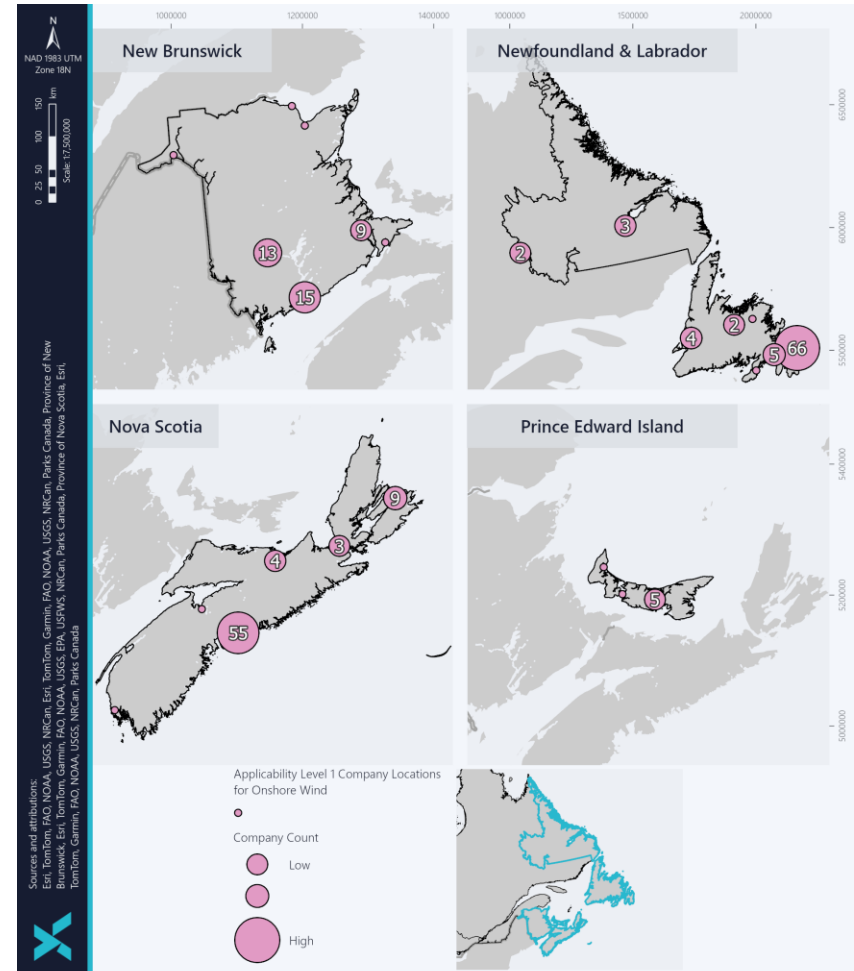 N
NAD 1983 UTM
Zone 18N
0 25 50 100 150
km
Scale: 1:7,500,000
Sources and attributions:
Esri, TomTom, FAO, NOAA, USGS, NRCan, Esri, TomTom, Garmin, FAO, NOAA, USGS, NRCan, Parks Canada, Province of New
Brunswick, Esri, TomTom, Garmin, FAO, NOAA, USGS, EPA, USFWS, NRCan, Parks Canada, Province of Nova Scotia, Esri,
TomTom, Garmin, FAO, NOAA, USGS, NRCan, Parks Canada
1000000 1200000 1400000
1000000 1500000 2000000
New Brunswick
9
13
15
Newfoundland & Labrador
3
2
2
4
5
66
6500000
6000000
5500000
Nova Scotia
9
3
4
55
Prince Edward Island
5
5400000
5200000
5000000
Applicability Level 1 Company Locations
for Onshore Wind
Company Count
Low
High